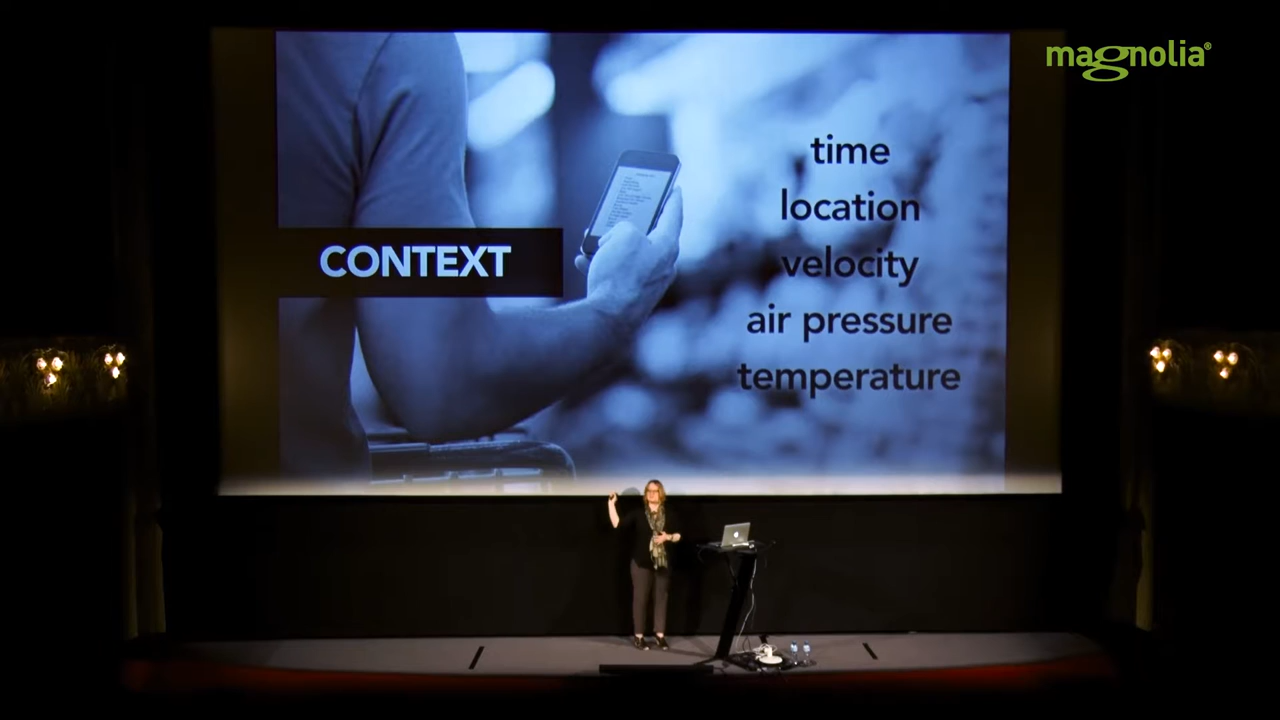 magnolia®
time
location
CONTEXT
velocity
air pressure
temperature